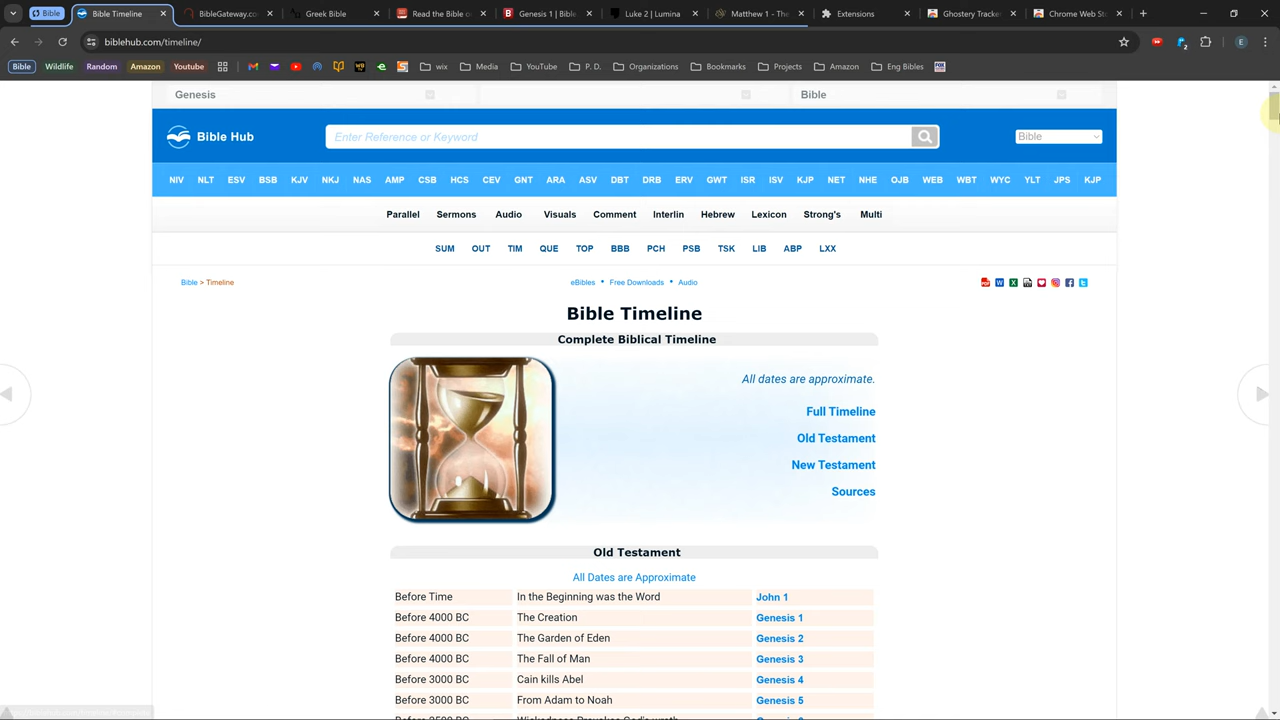 Bible Bible Timeline BibleGateway.co Greek Bible Read the Bible Genesis 1 | Bible Luke 2 | Lumina Matthew 1 - The Extensions Ghostery Tracke Chrome Web St
biblehub.com/timeline/ E
Bible Wildlife Random Amazon Youtube wix Media YouTube P. D. Organizations Bookmarks Projects Amazon Eng Bibles
Genesis Bible
Bible Hub Enter Reference or Keyword Bible
NIV NLT ESV BSB KJV NKJ NAS AMP CSB HCS CEV GNT ARA ASV DBT DRB ERV GWT ISR ISV KJP NET NHE OJB WEB WBT WYC YLT JPS KJP
Parallel Sermons Audio Visuals Comment Interlin Hebrew Lexicon Strong's Multi
SUM OUT TIM QUE TOP BBB PCH PSB TSK LIB ABP LXX
Bible > Timeline eBibles • Free Downloads • Audio
Bible Timeline
Complete Biblical Timeline
All dates are approximate.
Full Timeline
Old Testament
New Testament
Sources
Old Testament
All Dates are Approximate
Before Time In the Beginning was the Word John 1
Before 4000 BC The Creation Genesis 1
Before 4000 BC The Garden of Eden Genesis 2
Before 4000 BC The Fall of Man Genesis 3
Before 3000 BC Cain kills Abel Genesis 4
Before 3000 BC From Adam to Noah Genesis 5